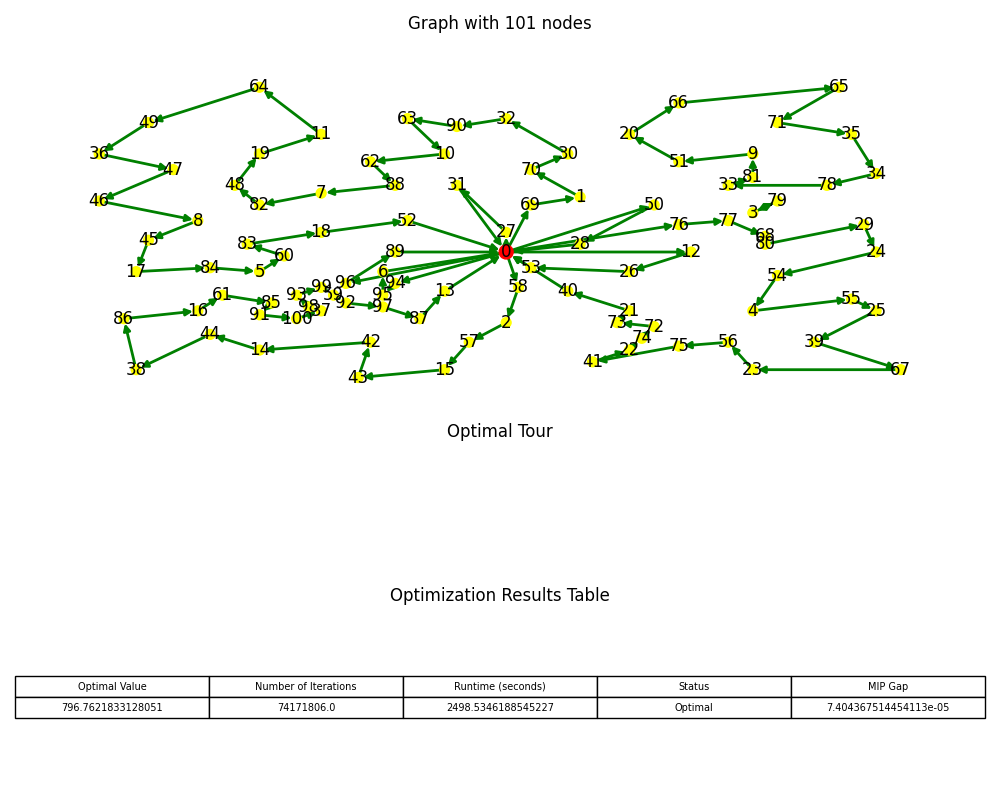 Graph with 101 nodes
64 65
49 63 90 32 66 71
11 20 35
36 19 10 30 51 9
47 62 70 34
48 88 31 33 81 78
46 82 7 69 1 50 3 79
8 52 76 77 29
45 83 18 27 28 68 80
60 89 0 12 24
17 84 5 6 53 26 54
99 96 94 58
61 93 59 95 13 40 55
16 85 98 92 97 21 4 25
86 91 100 37 87 2 73 72
44 42 57 74 56 39
14 22 75
38 43 15 41 23 67
Optimal Tour
Optimization Results Table
Optimal Value Number of Iterations Runtime (seconds) Status MIP Gap
796.7621833128051 74171806.0 2498.5346188545227 Optimal 7.404367514454113e-05